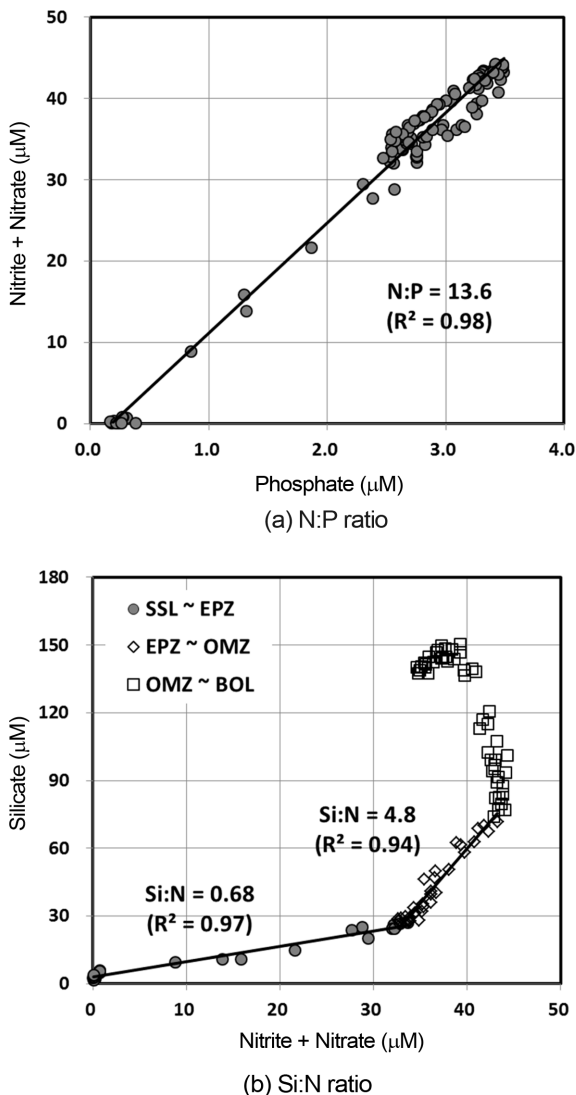 50
40
30
20
10
0
Nitrite + Nitrate (μM)
N:P = 13.6
(R² = 0.98)
0.0 1.0 2.0 3.0 4.0
Phosphate (μM)
(a) N:P ratio
180
150
120
90
60
30
0
Silicate (μM)
SSL ~ EPZ
EPZ ~ OMZ
OMZ ~ BOL
Si:N = 4.8
(R² = 0.94)
Si:N = 0.68
(R² = 0.97)
0 10 20 30 40 50
Nitrite + Nitrate (μM)
(b) Si:N ratio